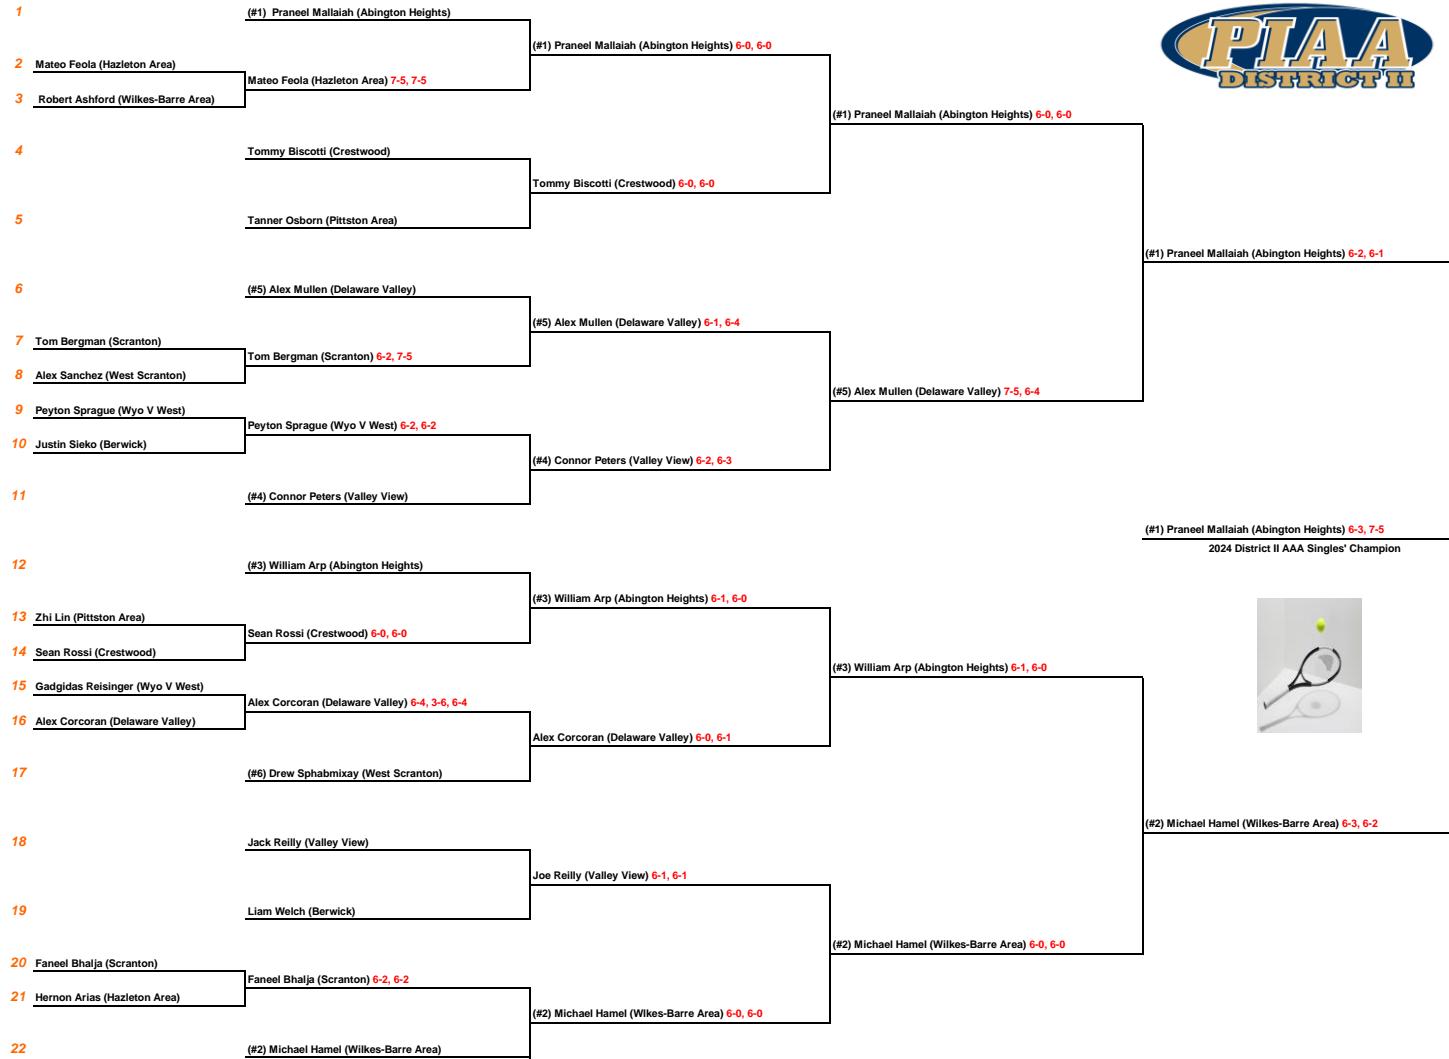 1 (#1) Praneel Mallaiah (Abington Heights)
PIAA
DISTRICT II
(#1) Praneel Mallaiah (Abington Heights) 6-0, 6-0
2 Mateo Feola (Hazleton Area)
Mateo Feola (Hazleton Area) 7-5, 7-5
3 Robert Ashford (Wilkes-Barre Area)
(#1) Praneel Mallaiah (Abington Heights) 6-0, 6-0
4 Tommy Biscotti (Crestwood)
Tommy Biscotti (Crestwood) 6-0, 6-0
5 Tanner Osborn (Pittston Area)
(#1) Praneel Mallaiah (Abington Heights) 6-2, 6-1
6 (#5) Alex Mullen (Delaware Valley)
(#5) Alex Mullen (Delaware Valley) 6-1, 6-4
7 Tom Bergman (Scranton)
Tom Bergman (Scranton) 6-2, 7-5
8 Alex Sanchez (West Scranton)
(#5) Alex Mullen (Delaware Valley) 7-5, 6-4
9 Peyton Sprague (Wyo V West)
Peyton Sprague (Wyo V West) 6-2, 6-2
10 Justin Sieko (Berwick)
(#4) Connor Peters (Valley View) 6-2, 6-3
11 (#4) Connor Peters (Valley View)
(#1) Praneel Mallaiah (Abington Heights) 6-3, 7-5
2024 District II AAA Singles' Champion
12 (#3) William Arp (Abington Heights)
(#3) William Arp (Abington Heights) 6-1, 6-0
13 Zhi Lin (Pittston Area)
Sean Rossi (Crestwood) 6-0, 6-0
14 Sean Rossi (Crestwood)
(#3) William Arp (Abington Heights) 6-1, 6-0
15 Gadgidas Reisinger (Wyo V West)
Alex Corcoran (Delaware Valley) 6-4, 3-6, 6-4
16 Alex Corcoran (Delaware Valley)
Alex Corcoran (Delaware Valley) 6-0, 6-1
17 (#6) Drew Sphabmixay (West Scranton)
(#2) Michael Hamel (Wilkes-Barre Area) 6-3, 6-2
18 Jack Reilly (Valley View)
Joe Reilly (Valley View) 6-1, 6-1
19 Liam Welch (Berwick)
(#2) Michael Hamel (Wilkes-Barre Area) 6-0, 6-0
20 Faneel Bhalja (Scranton)
Faneel Bhalja (Scranton) 6-2, 6-2
21 Hernon Arias (Hazleton Area)
(#2) Michael Hamel (Wlkes-Barre Area) 6-0, 6-0
22 (#2) Michael Hamel (Wilkes-Barre Area)